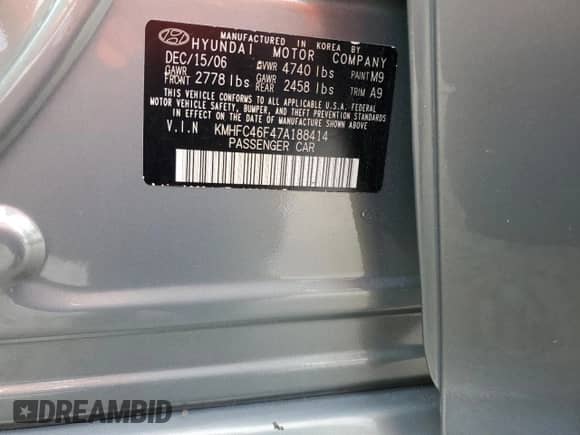 MANUFACTURED IN KOREA BY
HYUNDAI MOTOR COMPANY
DEC/15/06 GVWR 4740 lbs PAINT M9
GAWR FRONT 2778 lbs GAWR REAR 2458 lbs TRIM A9
THIS VEHICLE CONFORMS TO ALL APPLICABLE U.S.A. FEDERAL
MOTOR VEHICLE SAFETY, BUMPER, AND THEFT PREVENTION STANDARDS
IN EFFECT ON THE DATE OF MANUFACTURE SHOWN ABOVE.
V.I.N KMHFC46F47A188414
PASSENGER CAR
DREAMBID